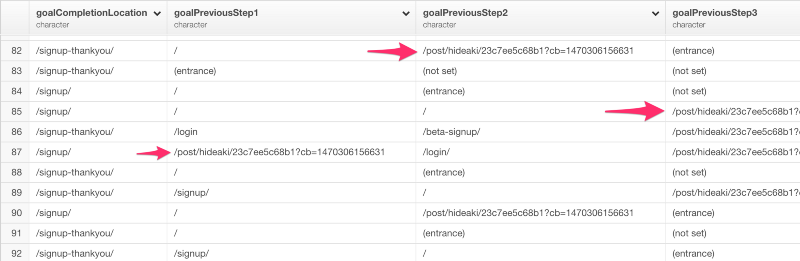 goalCompletionLocation goalPreviousStep1 goalPreviousStep2 goalPreviousStep3
character character character character
82 /signup-thankyou/ / /post/hideaki/23c7ee5c68b1?cb=1470306156631 (entrance)
83 /signup-thankyou/ (entrance) (not set) (not set)
84 /signup-thankyou/ / (entrance) (not set)
85 /signup/ / / /post/hideaki/23c7ee5c68b1?c
86 /signup-thankyou/ /login /beta-signup/ /post/hideaki/23c7ee5c68b1?c
87 /signup/ /post/hideaki/23c7ee5c68b1?cb=1470306156631 /login/ /post/hideaki/23c7ee5c68b1?c
88 /signup-thankyou/ / (entrance) (not set)
89 /signup/ /signup/ / /post/hideaki/23c7ee5c68b1?c
90 /signup/ / /post/hideaki/23c7ee5c68b1?cb=1470306156631 (entrance)
91 /signup-thankyou/ / (entrance) (not set)
92 /signup-thankyou/ /signup/ / (entrance)